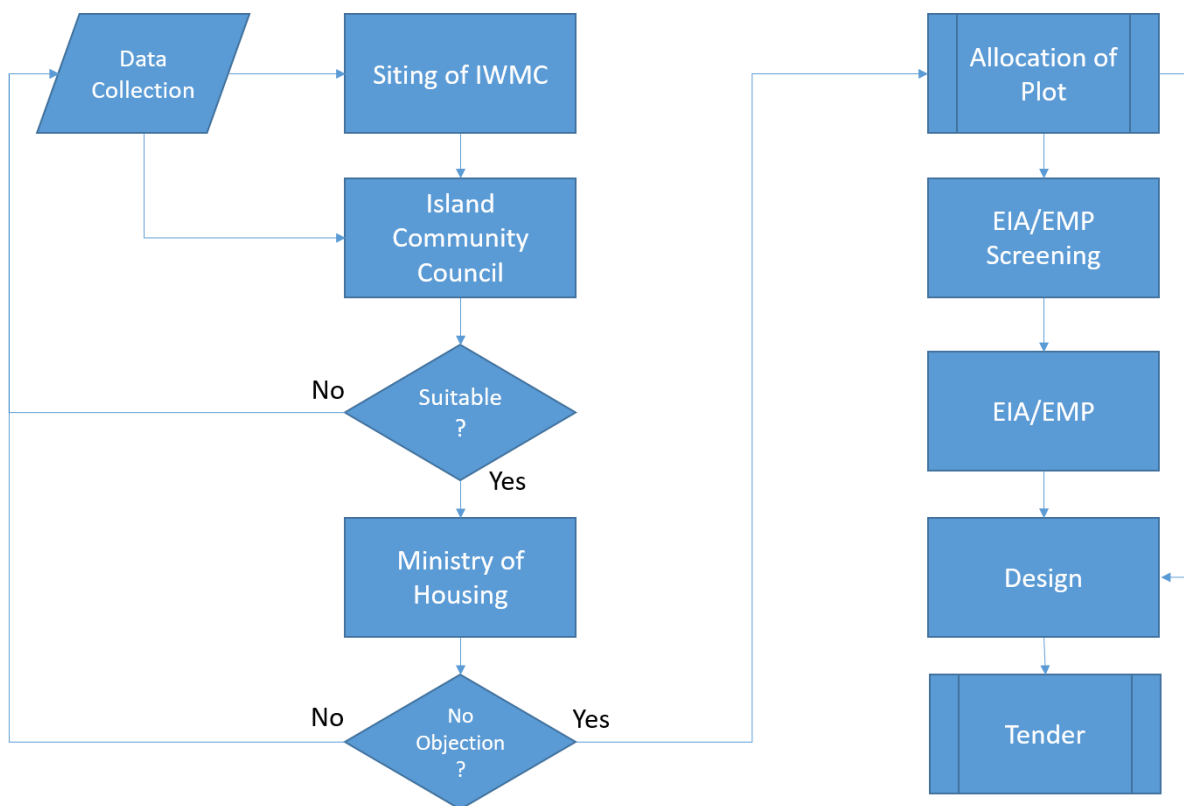 Data
Collection
Siting of IWMC
Island
Community
Council
No
Suitable
?
Yes
Ministry of
Housing
No
No
Objection
?
Yes
Allocation of
Plot
EIA/EMP
Screening
EIA/EMP
Design
Tender